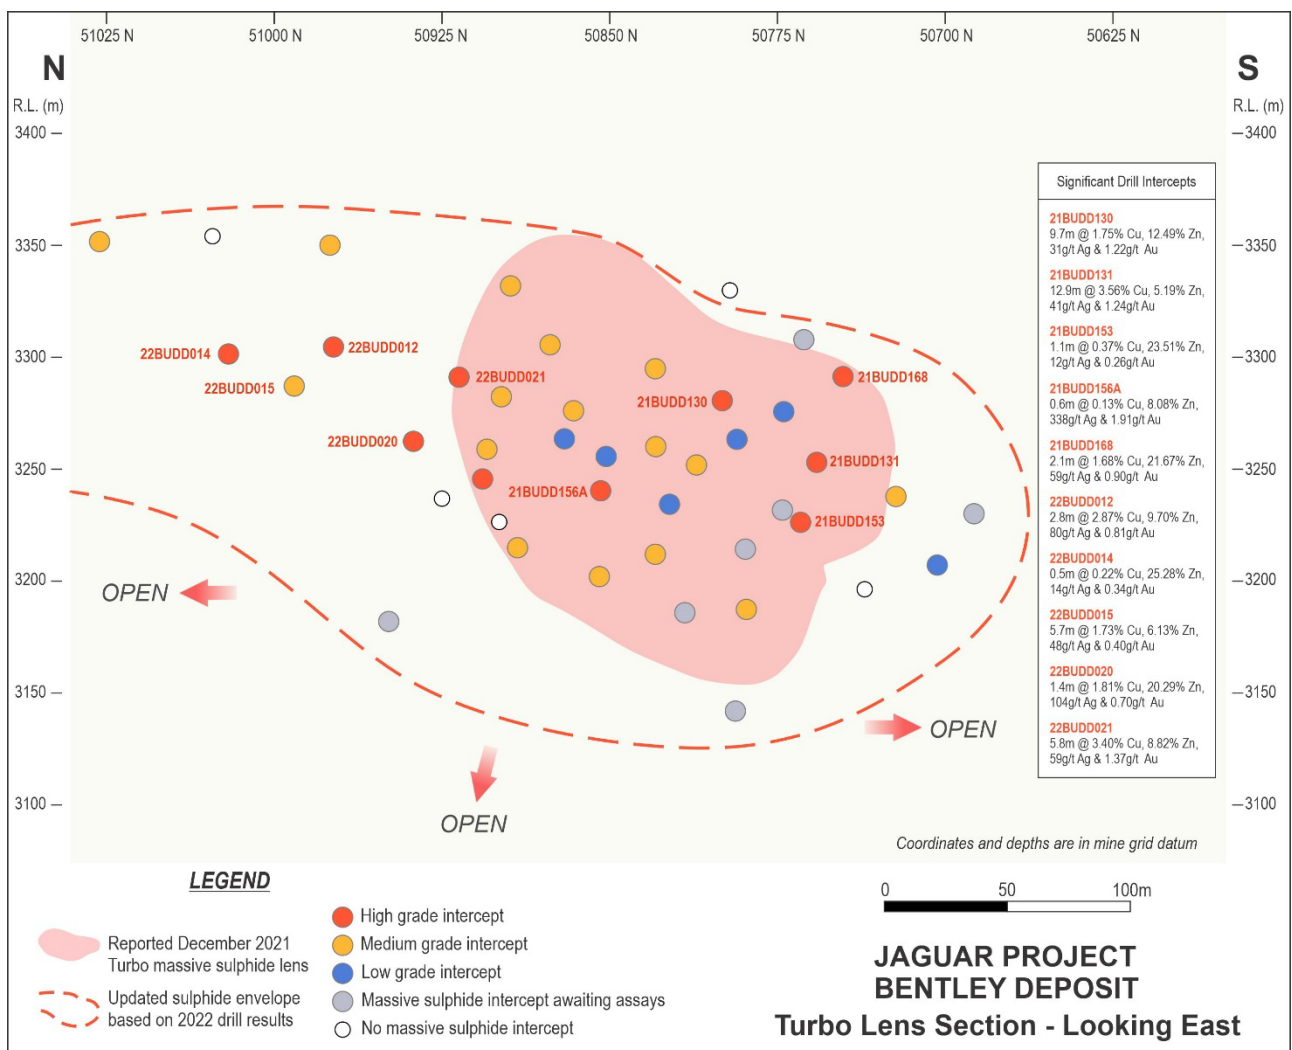 51025 N
51000 N
50925 N
50850 N
50775 N
50700 N
50625 N
N
S
R.L. (m)
R.L. (m)
3400
3350
3300
3250
3200
3150
3100
3400
3350
3300
3250
3200
3150
3100
22BUDD014
22BUDD012
22BUDD015
22BUDD021
22BUDD020
21BUDD130
21BUDD168
21BUDD131
21BUDD156A
21BUDD153
OPEN
OPEN
OPEN
Significant Drill Intercepts
21BUDD130
9.7m @ 1.75% Cu, 12.49% Zn,
31g/t Ag & 1.22g/t Au
21BUDD131
12.9m @ 3.56% Cu, 5.19% Zn,
41g/t Ag & 1.24g/t Au
21BUDD153
1.1m @ 0.37% Cu, 23.51% Zn,
12g/t Ag & 0.26g/t Au
21BUDD156A
0.6m @ 0.13% Cu, 8.08% Zn,
338g/t Ag & 1.91g/t Au
21BUDD168
2.1m @ 1.68% Cu, 21.67% Zn,
59g/t Ag & 0.90g/t Au
22BUDD012
2.8m @ 2.87% Cu, 9.70% Zn,
80g/t Ag & 0.81g/t Au
22BUDD014
0.5m @ 0.22% Cu, 25.28% Zn,
14g/t Ag & 0.34g/t Au
22BUDD015
5.7m @ 1.73% Cu, 6.13% Zn,
48g/t Ag & 0.40g/t Au
22BUDD020
1.4m @ 1.81% Cu, 20.29% Zn,
104g/t Ag & 0.70g/t Au
22BUDD021
5.8m @ 3.40% Cu, 8.82% Zn,
59g/t Ag & 1.37g/t Au
Coordinates and depths are in mine grid datum
LEGEND
Reported December 2021
Turbo massive sulphide lens
Updated sulphide envelope
based on 2022 drill results
High grade intercept
Medium grade intercept
Low grade intercept
Massive sulphide intercept awaiting assays
No massive sulphide intercept
0
50
100m
JAGUAR PROJECT
BENTLEY DEPOSIT
Turbo Lens Section - Looking East